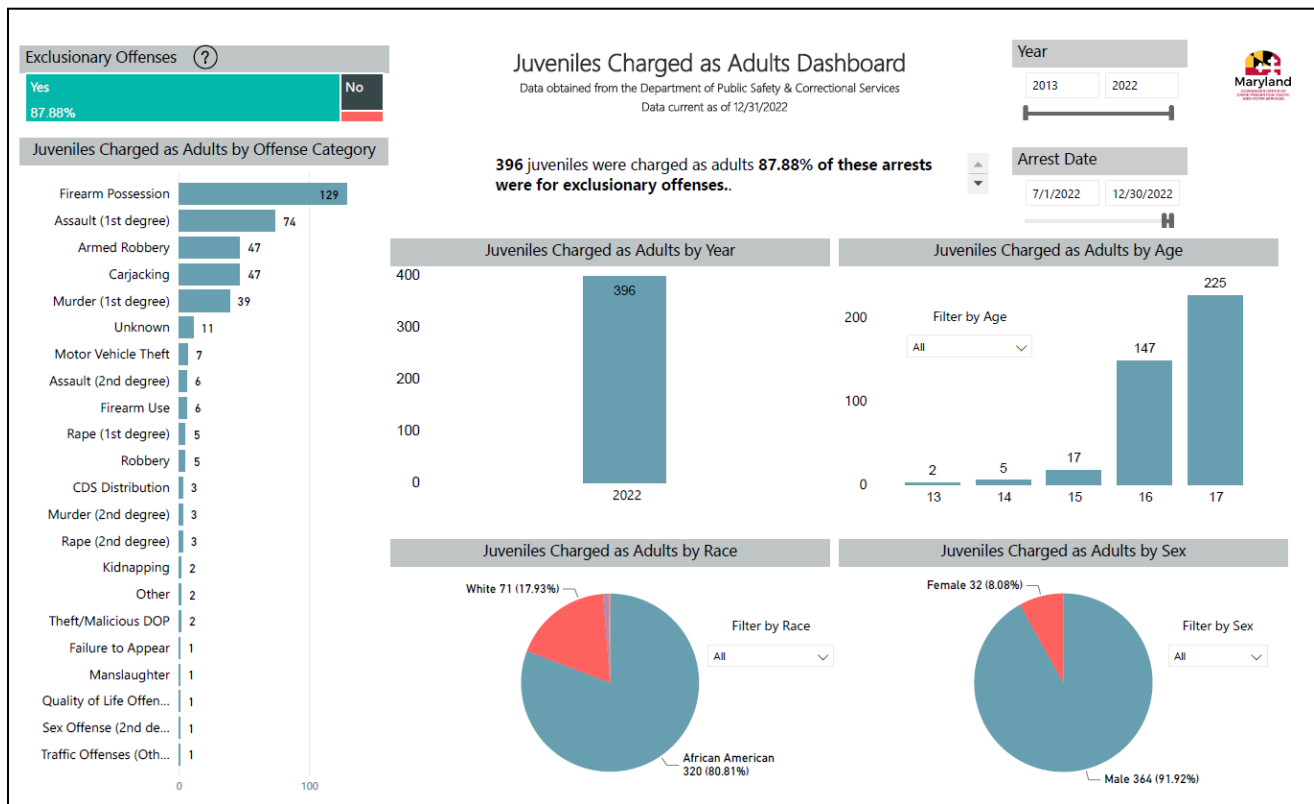 Exclusionary Offenses ?
Yes
87.88%
No
Juveniles Charged as Adults Dashboard
Data obtained from the Department of Public Safety & Correctional Services
Data current as of 12/31/2022
Year
2013 2022
Maryland
GOVERNOR'S OFFICE OF
CRIME PREVENTION, YOUTH,
AND VICTIM SERVICES
396 juveniles were charged as adults 87.88% of these arrests
were for exclusionary offenses..
Arrest Date
7/1/2022 12/30/2022
Juveniles Charged as Adults by Offense Category
Firearm Possession 129
Assault (1st degree) 74
Armed Robbery 47
Carjacking 47
Murder (1st degree) 39
Unknown 11
Motor Vehicle Theft 7
Assault (2nd degree) 6
Firearm Use 6
Rape (1st degree) 5
Robbery 5
CDS Distribution 3
Murder (2nd degree) 3
Rape (2nd degree) 3
Kidnapping 2
Other 2
Theft/Malicious DOP 2
Failure to Appear 1
Manslaughter 1
Quality of Life Offen... 1
Sex Offense (2nd de... 1
Traffic Offenses (Oth... 1
0 100
Juveniles Charged as Adults by Year
400
300
200
100
0
396
2022
Juveniles Charged as Adults by Age
200
100
0
Filter by Age
All
2
5
17
147
225
13 14 15 16 17
Juveniles Charged as Adults by Race
White 71 (17.93%)
African American
320 (80.81%)
Filter by Race
All
Juveniles Charged as Adults by Sex
Female 32 (8.08%)
Male 364 (91.92%)
Filter by Sex
All